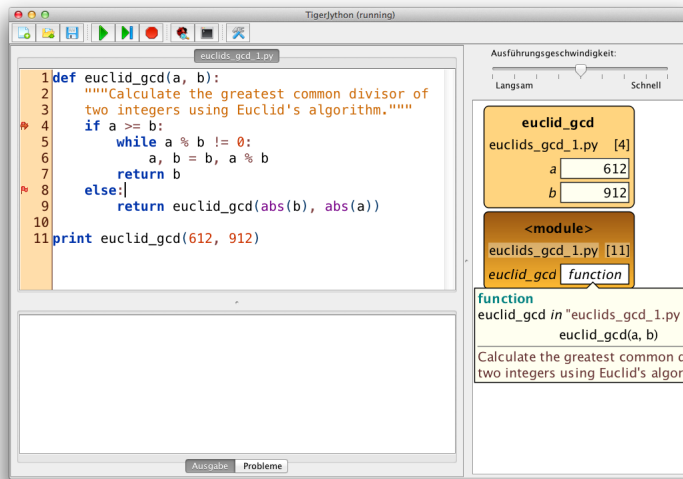 TigerJython (running)
euclids_gcd_1.py
1 def euclid_gcd(a, b):
2 """Calculate the greatest common divisor of
3 two integers using Euclid's algorithm."""
4 if a >= b:
5 while a % b != 0:
6 a, b = b, a % b
7 return b
8 else:
9 return euclid_gcd(abs(b), abs(a))
10
11 print euclid_gcd(612, 912)
Ausgabe Probleme
Ausführungsgeschwindigkeit:
Langsam Schnell
euclid_gcd
euclids_gcd_1.py [4]
a 612
b 912
<module>
euclids_gcd_1.py [11]
euclid_gcd function
function
euclid_gcd in "euclids_gcd_1.py
euclid_gcd(a, b)
Calculate the greatest common d
two integers using Euclid's algor